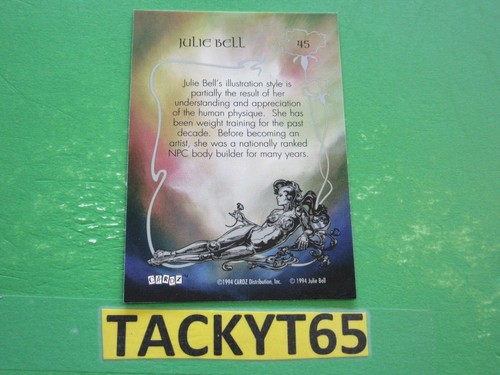 JULIE BELL
45
Julie Bell's illustration style is
partially the result of her
understanding and appreciation
of the human physique. She has
been weight training for the past
decade. Before becoming an
artist, she was a nationally ranked
NPC body builder for many years.
CARDZ
©1994 CARDZ Distribution, Inc. © 1994 Julie Bell
TACKYT65